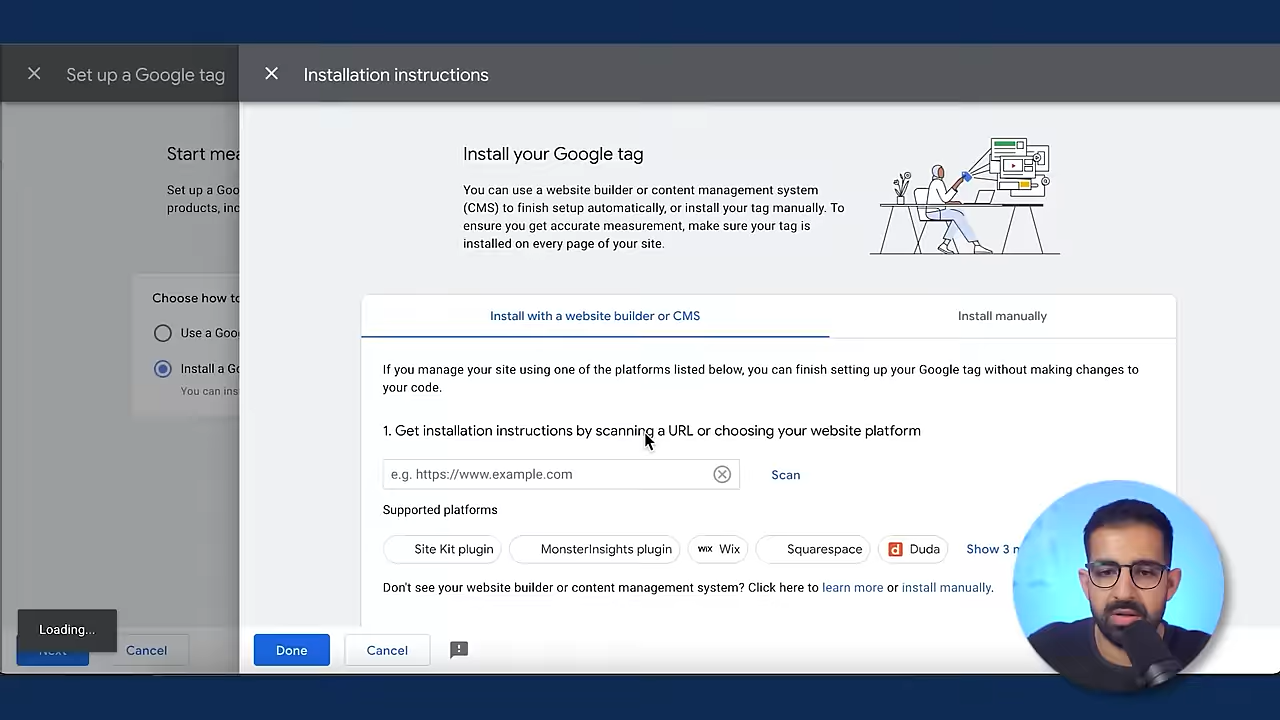 Set up a Google tag
Installation instructions
Start mea
Set up a Goo
products, inc
Choose how to
Use a Goo
Install a Go
You can ins
Loading...
Next
Cancel
Install your Google tag
You can use a website builder or content management system
(CMS) to finish setup automatically, or install your tag manually. To
ensure you get accurate measurement, make sure your tag is
installed on every page of your site.
Install with a website builder or CMS
Install manually
If you manage your site using one of the platforms listed below, you can finish setting up your Google tag without making changes to
your code.
1. Get installation instructions by scanning a URL or choosing your website platform
e.g. https://www.example.com
Scan
Supported platforms
Site Kit plugin
MonsterInsights plugin
WiX Wix
Squarespace
d Duda
Show 3 m
Don't see your website builder or content management system? Click here to learn more or install manually.
Done
Cancel